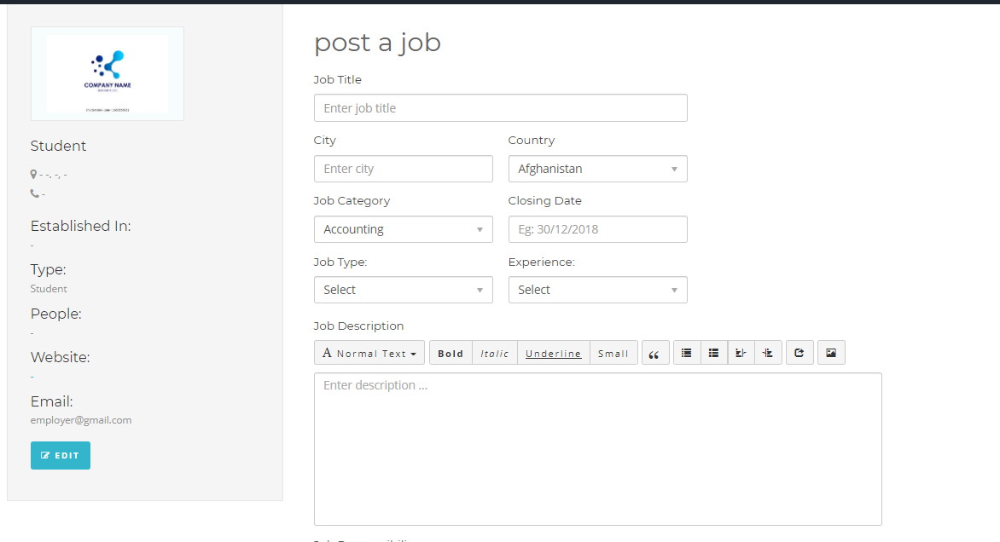 COMPANY NAME
Student
- -, -, -
-
Established In:
-
Type:
Student
People:
-
Website:
-
Email:
employer@gmail.com
EDIT
post a job
Job Title
Enter job title
City
Country
Enter city
Afghanistan
Job Category
Closing Date
Accounting
Eg: 30/12/2018
Job Type:
Experience:
Select
Select
Job Description
A Normal Text
Bold
Italic
Underline
Small
Enter description ...